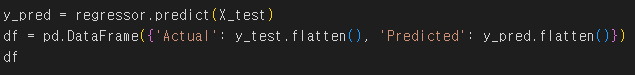 y_pred = regressor.predict(X_test)
df = pd.DataFrame({'Actual': y_test.flatten(), 'Predicted': y_pred.flatten()})
df